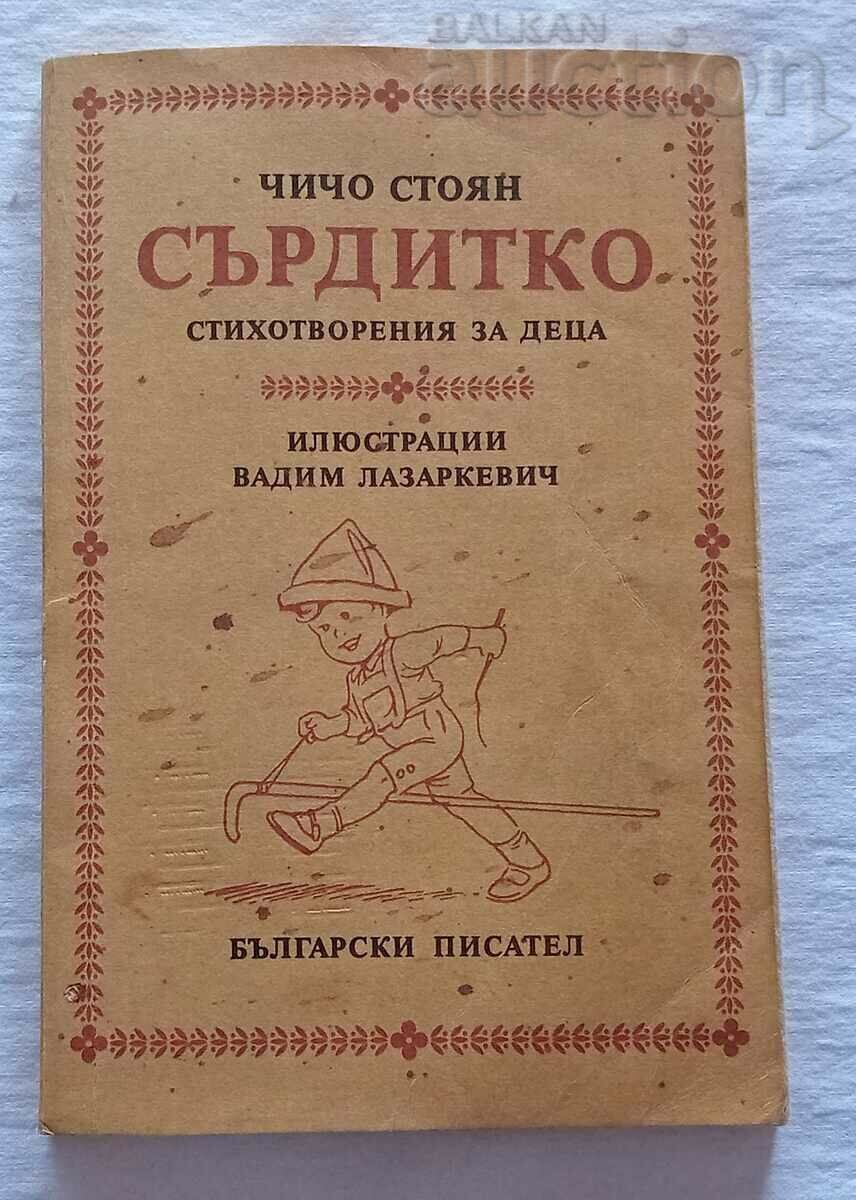 BALKAN
auction
ЧИЧО СТОЯН
СЪРДИТКО
СТИХОТВОРЕНИЯ ЗА ДЕЦА
ИЛЮСТРАЦИИ
ВАДИМ ЛАЗАРКЕВИЧ
БЪЛГАРСКИ ПИСАТЕЛ